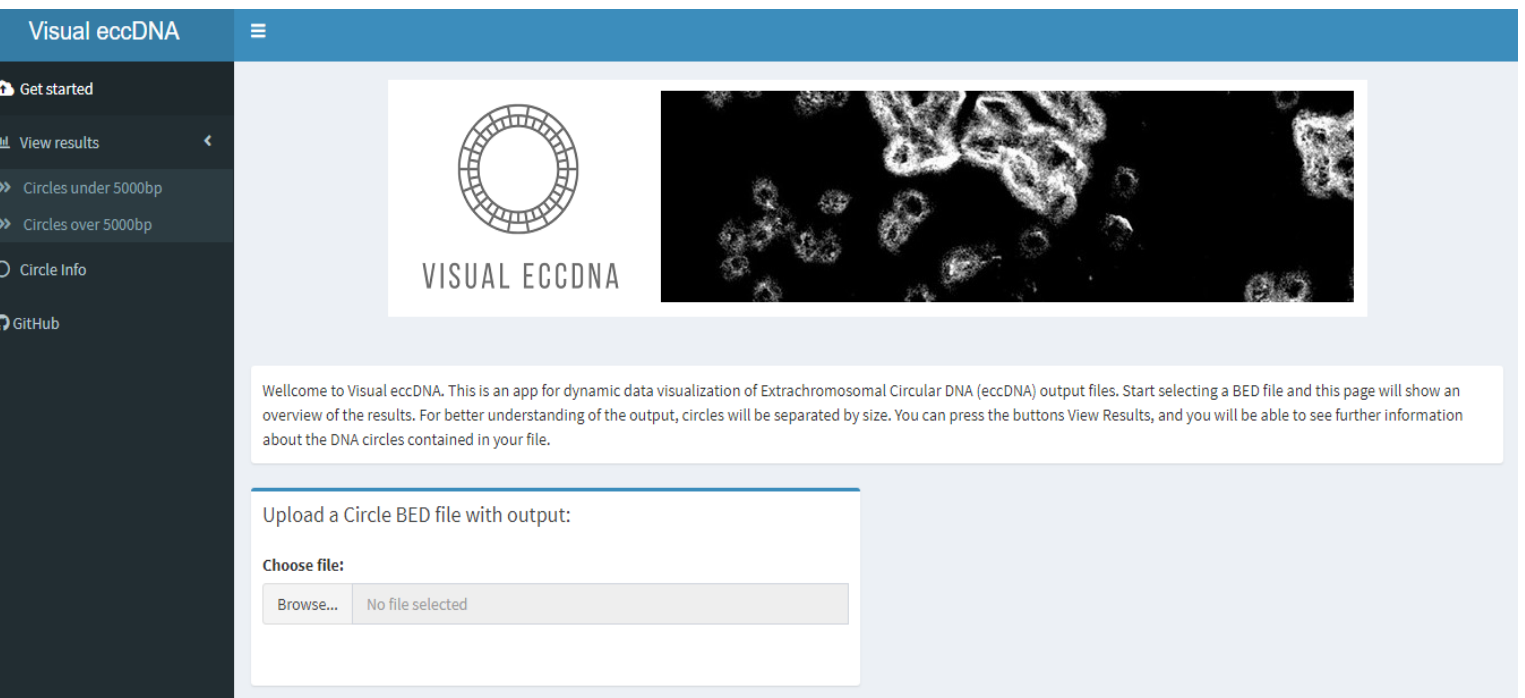 Visual eccDNA
Get started
View results
Circles under 5000bp
Circles over 5000bp
Circle Info
GitHub
VISUAL ECCDNA
Wellcome to Visual eccDNA. This is an app for dynamic data visualization of Extrachromosomal Circular DNA (eccDNA) output files. Start selecting a BED file and this page will show an
overview of the results. For better understanding of the output, circles will be separated by size. You can press the buttons View Results, and you will be able to see further information
about the DNA circles contained in your file.
Upload a Circle BED file with output:
Choose file:
Browse... No file selected